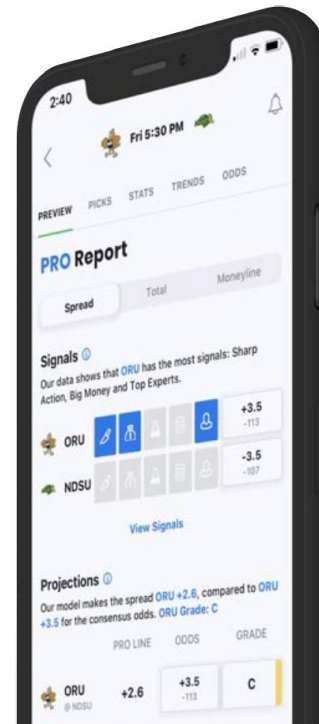 2:40
Fri 5:30 PM
PREVIEW PICKS STATS TRENDS ODDS
PRO Report
Spread Total Moneyline
Signals
Our data shows that ORU has the most signals: Sharp
Action, Big Money and Top Experts.
ORU +3.5
-113
NDSU -3.5
-107
View Signals
Projections
Our model makes the spread ORU +2.6, compared to ORU
+3.5 for the consensus odds. ORU Grade: C
PRO LINE ODDS GRADE
ORU +2.6 +3.5 C
@ NDSU -113